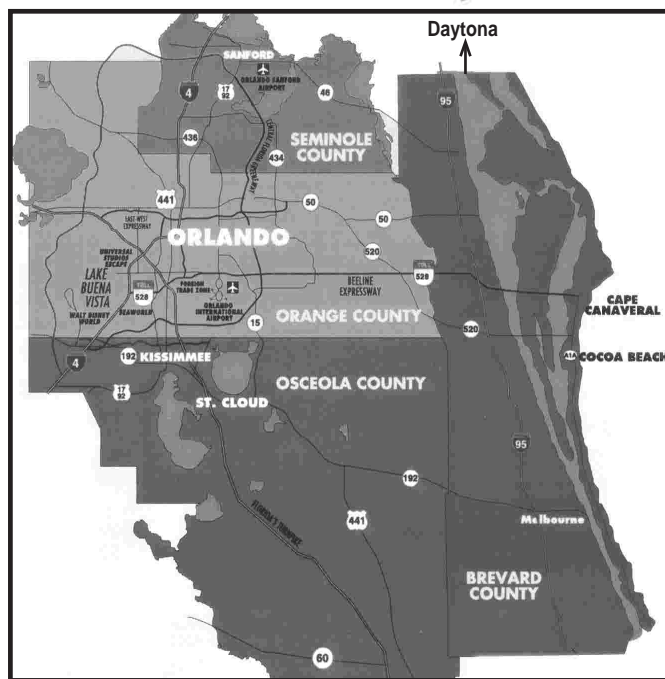 Daytona
SANFORD
ORLANDO SANFORD
AIRPORT
4
17
92
46
95
436
CENTRAL FLORIDA GREENEWAY
434
SEMINOLE
COUNTY
441
50
50
EAST-WEST
EXPRESSWAY
ORLANDO
520
UNIVERSAL
STUDIOS
ESCAPE
LAKE
BUENA
VISTA
528
FOREIGN
TRADE ZONE
BEELINE
EXPRESSWAY
528
WALT DISNEY
WORLD
SEAWORLD
ORLANDO
INTERNATIONAL
AIRPORT
15
ORANGE COUNTY
520
CAPE
CANAVERAL
4
192
KISSIMMEE
A1A
COCOA BEACH
17
92
OSCEOLA COUNTY
ST. CLOUD
95
192
FLORIDA'S TURNPIKE
441
Melbourne
BREVARD
COUNTY
60